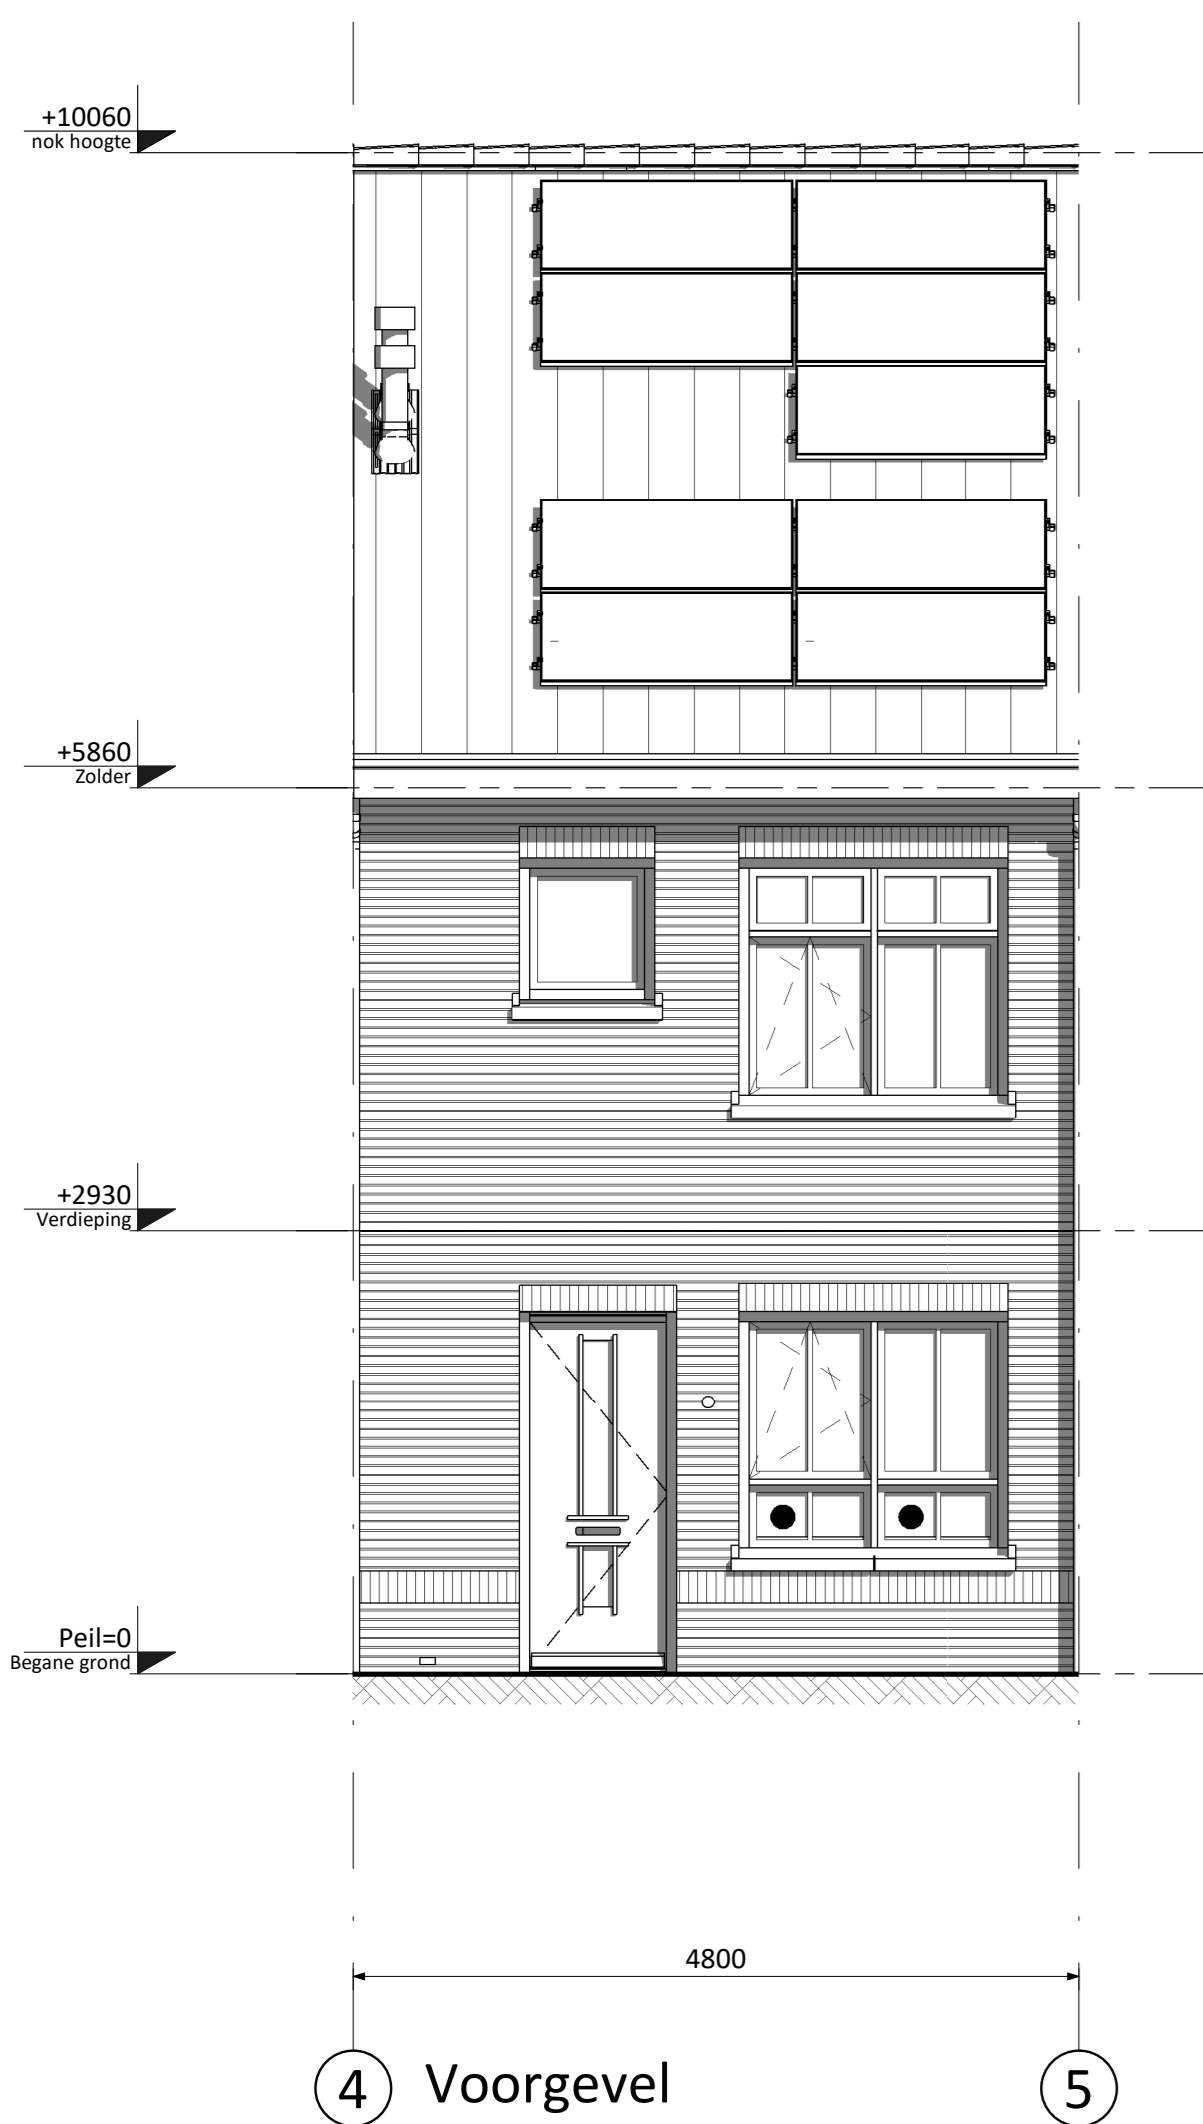 +10060
nok hoogte
+5860
Zolder
+2930
Verdieping
Peil=0
Begane grond
4800
4 Voorgevel 5